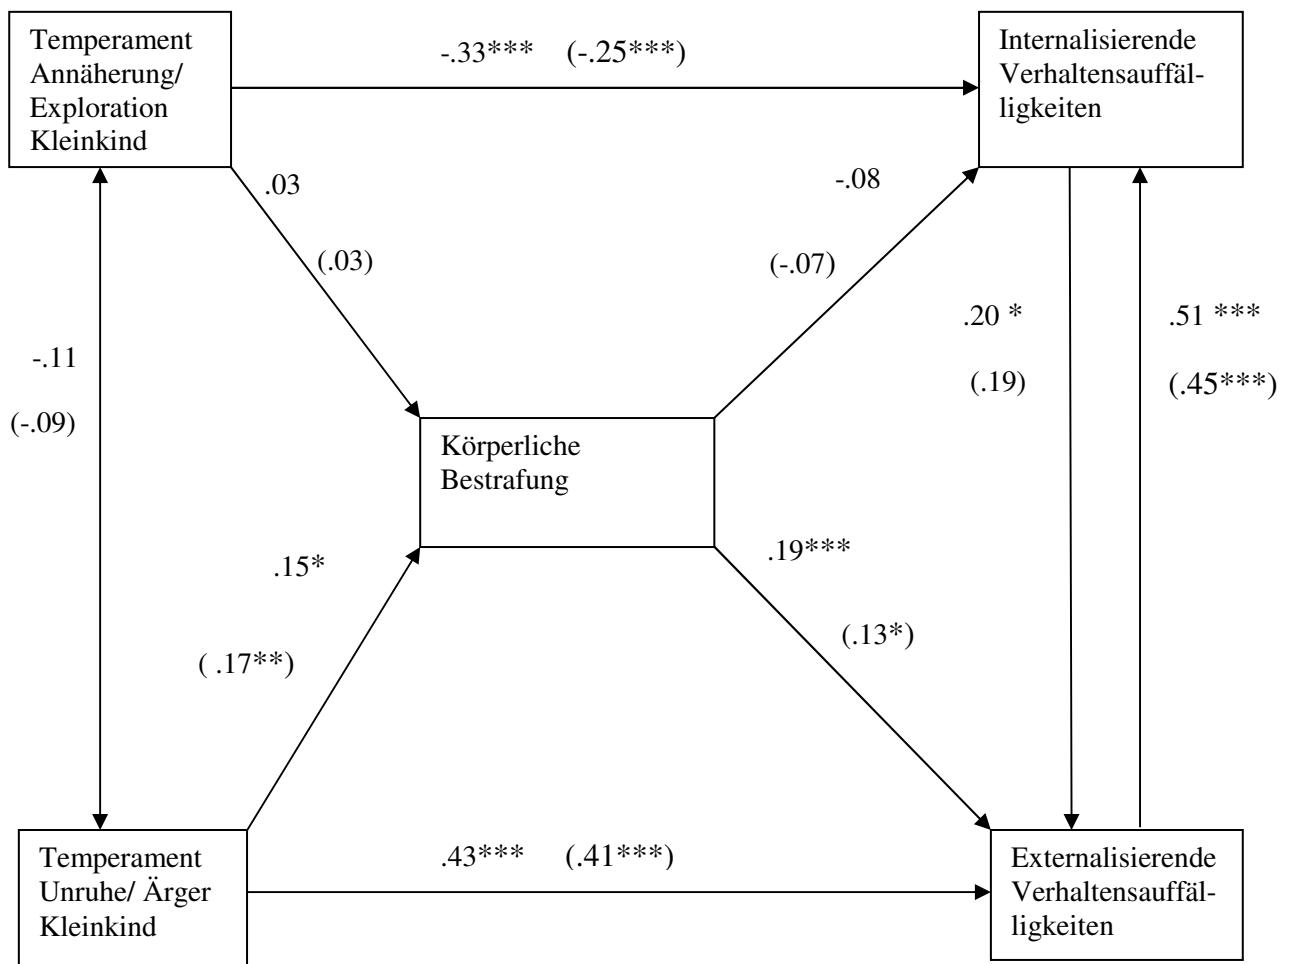 Temperament
Annäherung/
Exploration
Kleinkind
-.33*** (-.25***)
Internalisierende
Verhaltensauffäl-
ligkeiten
.03
(.03)
-.08
(-.07)
-.11
(-.09)
.20 *
(.19)
.51 ***
(.45***)
Körperliche
Bestrafung
.15*
( .17**)
.19***
(.13*)
Temperament
Unruhe/ Ärger
Kleinkind
.43*** (.41***)
Externalisierende
Verhaltensauffäl-
ligkeiten